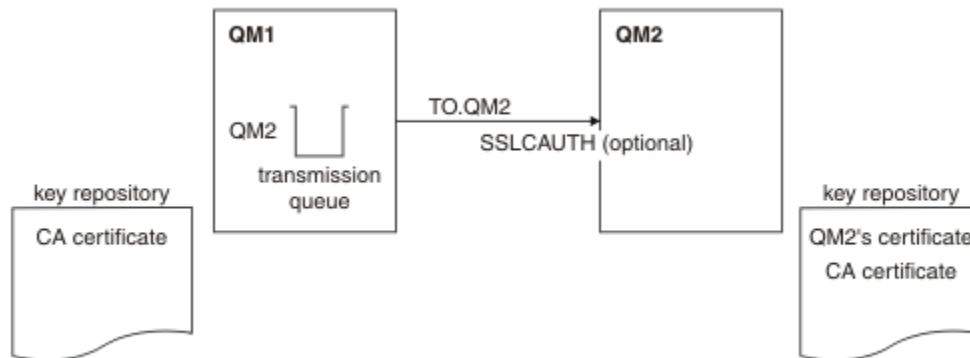 QM1
QM2
TO.QM2
QM2
SSLCAUTH (optional)
transmission
queue
key repository
CA certificate
key repository
QM2's certificate
CA certificate